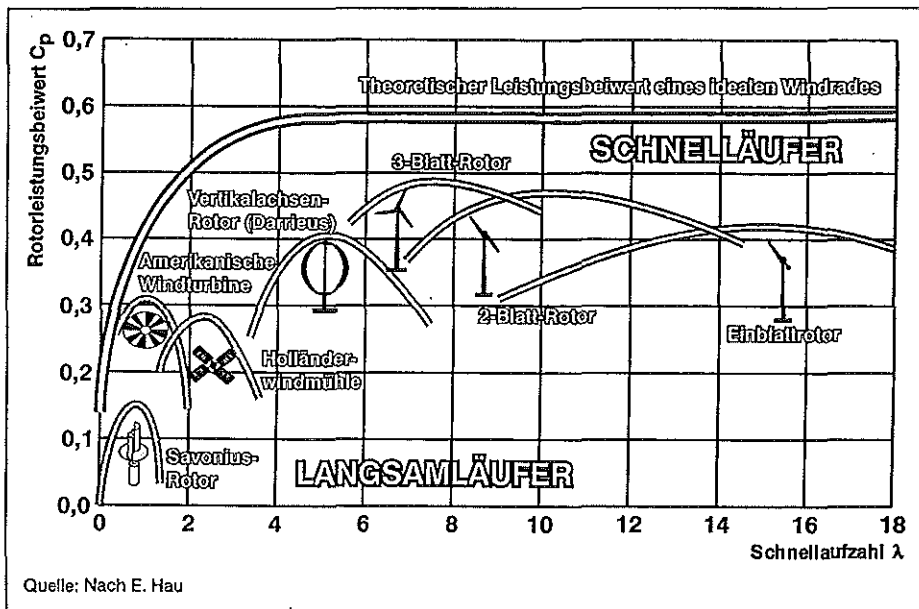 Rotorleistungsbeiwert Cp
0,7
0,6
0,5
0,4
0,3
0,2
0,1
0,0
Theoretischer Leistungsbeiwert eines idealen Windrades
SCHNELLÄUFER
3-Blatt-Rotor
Vertikalachsen-
Rotor (Darrieus)
Amerikanische
Windturbine
2-Blatt-Rotor
Einblattrotor
Holländer-
windmühle
Savonius-
Rotor
LANGSAMLÄUFER
0 2 4 6 8 10 12 14 16 18
Schnellaufzahl λ
Quelle: Nach E. Hau